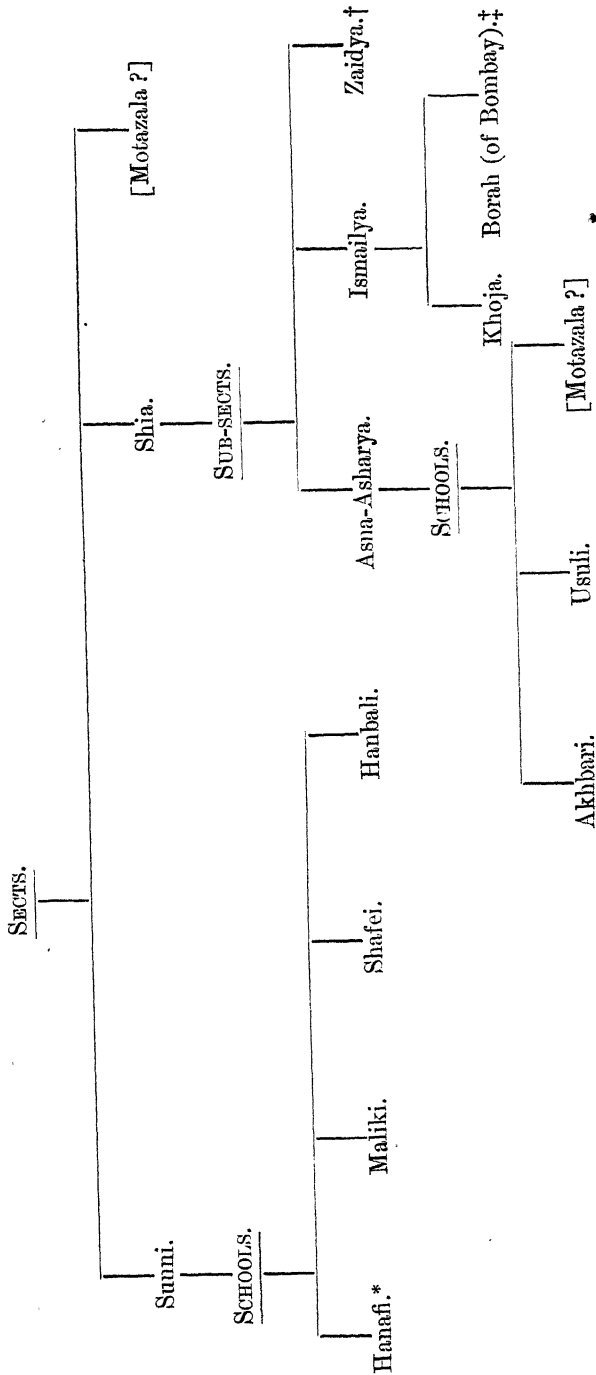 SECTS.
Sunni.
Shia.
[Motazala ?]
SCHOOLS.
SUB-SECTS.
Hanafi.*
Maliki.
Shafei.
Hanbali.
Asna-Asharya.
Ismailya.
Zaidya.†
SCHOOLS.
Khoja.
Borah (of Bombay).‡
Akhbari.
Usuli.
[Motazala ?]